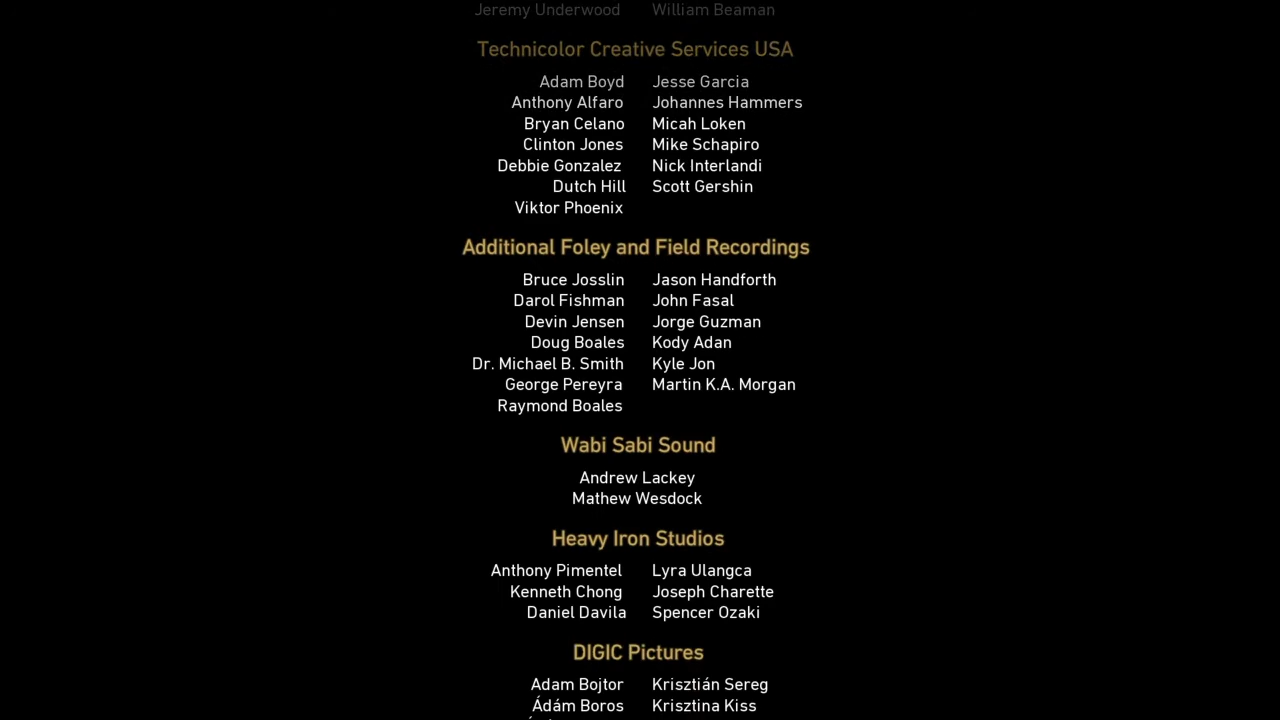 Jeremy Underwood William Beaman
Technicolor Creative Services USA
Adam Boyd Jesse Garcia
Anthony Alfaro Johannes Hammers
Bryan Celano Micah Loken
Clinton Jones Mike Schapiro
Debbie Gonzalez Nick Interlandi
Dutch Hill Scott Gershin
Viktor Phoenix
Additional Foley and Field Recordings
Bruce Josslin Jason Handforth
Darol Fishman John Fasal
Devin Jensen Jorge Guzman
Doug Boales Kody Adan
Dr. Michael B. Smith Kyle Jon
George Pereyra Martin K.A. Morgan
Raymond Boales
Wabi Sabi Sound
Andrew Lackey
Mathew Wesdock
Heavy Iron Studios
Anthony Pimentel Lyra Ulangca
Kenneth Chong Joseph Charette
Daniel Davila Spencer Ozaki
DIGIC Pictures
Adam Bojtor Krisztián Sereg
Ádám Boros Krisztina Kiss